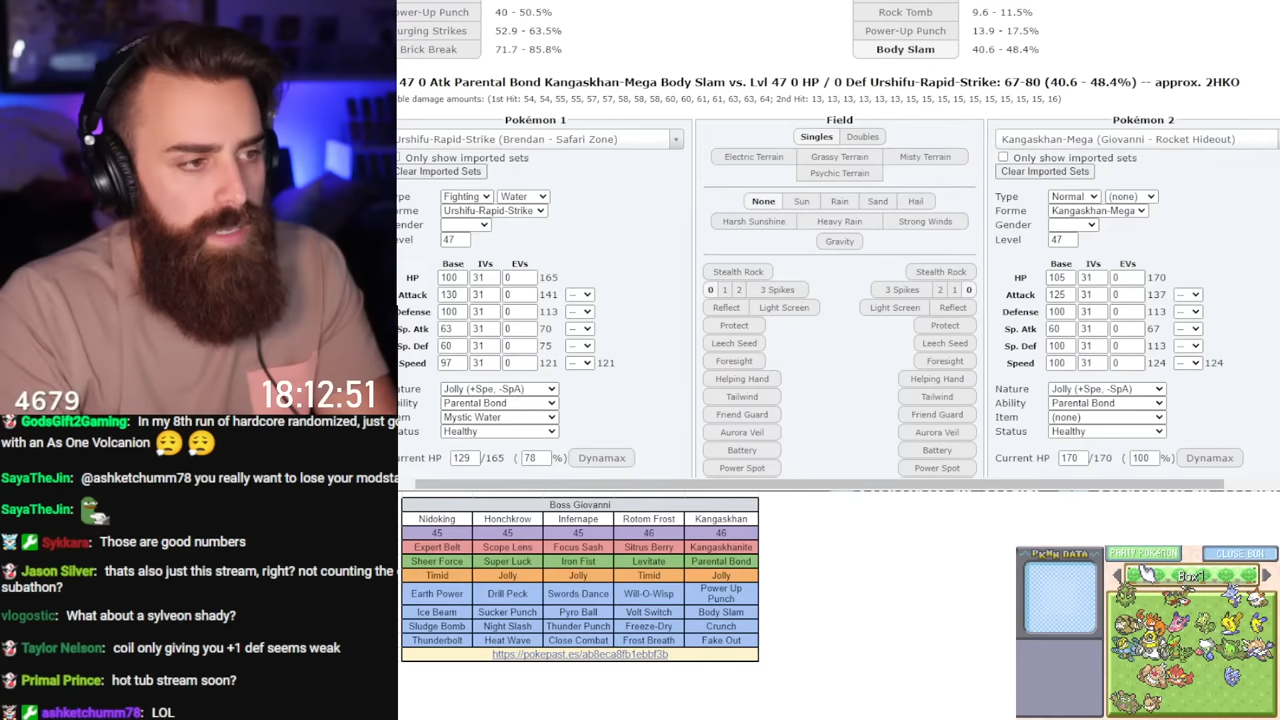 ower-Up Punch 40 - 50.5%
urging Strikes 52.9 - 63.5%
Brick Break 71.7 - 85.8%
Rock Tomb 9.6 - 11.5%
Power-Up Punch 13.9 - 17.5%
Body Slam 40.6 - 48.4%
47 0 Atk Parental Bond Kangaskhan-Mega Body Slam vs. Lvl 47 0 HP / 0 Def Urshifu-Rapid-Strike: 67-80 (40.6 - 48.4%) -- approx. 2HKO
ble damage amounts: (1st Hit: 54, 54, 55, 55, 57, 57, 58, 58, 58, 60, 60, 61, 61, 63, 63, 64; 2nd Hit: 13, 13, 13, 13, 13, 13, 15, 15, 15, 15, 15, 15, 15, 15, 15, 16)
Pokémon 1
Urshifu-Rapid-Strike (Brendan - Safari Zone)
Only show imported sets
Clear Imported Sets
ype Fighting Water
Forme Urshifu-Rapid-Strike
Gender
Level 47
Base IVs EVs
HP 100 31 0 165
Attack 130 31 0 141 --
Defense 100 31 0 113 --
Sp. Atk 63 31 0 70 --
Sp. Def 60 31 0 75 --
Speed 97 31 0 121 -- 121
Nature Jolly (+Spe, -SpA)
Ability Parental Bond
Item Mystic Water
Status Healthy
Current HP 129 /165 ( 78 %) Dynamax
Field
Singles Doubles
Electric Terrain Grassy Terrain Misty Terrain
Psychic Terrain
None Sun Rain Sand Hail
Harsh Sunshine Heavy Rain Strong Winds
Gravity
Stealth Rock Stealth Rock
0 1 2 3 Spikes 3 Spikes 2 1 0
Reflect Light Screen Light Screen Reflect
Protect Protect
Leech Seed Leech Seed
Foresight Foresight
Helping Hand Helping Hand
Tailwind Tailwind
Friend Guard Friend Guard
Aurora Veil Aurora Veil
Battery Battery
Power Spot Power Spot
Pokémon 2
Kangaskhan-Mega (Giovanni - Rocket Hideout)
Only show imported sets
Clear Imported Sets
Type Normal (none)
Forme Kangaskhan-Mega
Gender
Level 47
Base IVs EVs
HP 105 31 0 170
Attack 125 31 0 137 --
Defense 100 31 0 113 --
Sp. Atk 60 31 0 67 --
Sp. Def 100 31 0 113 --
Speed 100 31 0 124 -- 124
Nature Jolly (+Spe, -SpA)
Ability Parental Bond
Item (none)
Status Healthy
Current HP 170 /170 ( 100 %) Dynamax
4679 18:12:51
GodsGift2Gaming: In my 8th run of hardcore randomized, just go
with an As One Volcanion
SayaTheJin: @ashketchumm78 you really want to lose your modsta
SayaTheJin:
Sykkara: Those are good numbers
Jason Silver: thats also just this stream, right? not counting the
subathon?
vlogostic: What about a sylveon shady?
Taylor Nelson: coil only giving you +1 def seems weak
Primal Prince: hot tub stream soon?
ashketchumm78: LOL
Boss Giovanni
Nidoking Honchkrow Infernape Rotom Frost Kangaskhan
45 45 45 46 46
Expert Belt Scope Lens Focus Sash Sitrus Berry Kangaskhanite
Sheer Force Super Luck Iron Fist Levitate Parental Bond
Timid Jolly Jolly Timid Jolly
Earth Power Drill Peck Swords Dance Will-O-Wisp Power Up Punch
Ice Beam Sucker Punch Pyro Ball Volt Switch Body Slam
Sludge Bomb Night Slash Thunder Punch Freeze-Dry Crunch
Thunderbolt Heat Wave Close Combat Frost Breath Fake Out
https://pokepast.es/ab8eca8fb1ebbf3b
PKMN DATA PARTY POKéMON CLOSE BOX
Box1